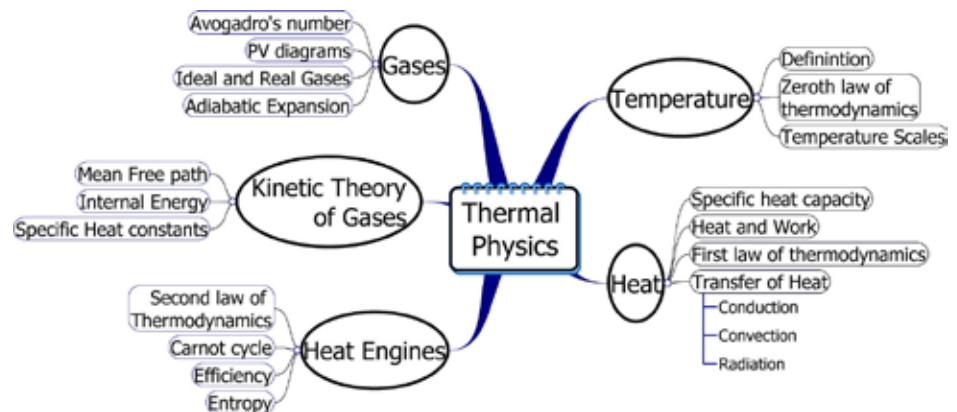 Thermal
Physics
Gases
Avogadro's number
PV diagrams
Ideal and Real Gases
Adiabatic Expansion
Temperature
Definintion
Zeroth law of
thermodynamics
Temperature Scales
Kinetic Theory
of Gases
Mean Free path
Internal Energy
Specific Heat constants
Heat
Specific heat capacity
Heat and Work
First law of thermodynamics
Transfer of Heat
Conduction
Convection
Radiation
Heat Engines
Second law of
Thermodynamics
Carnot cycle
Efficiency
Entropy